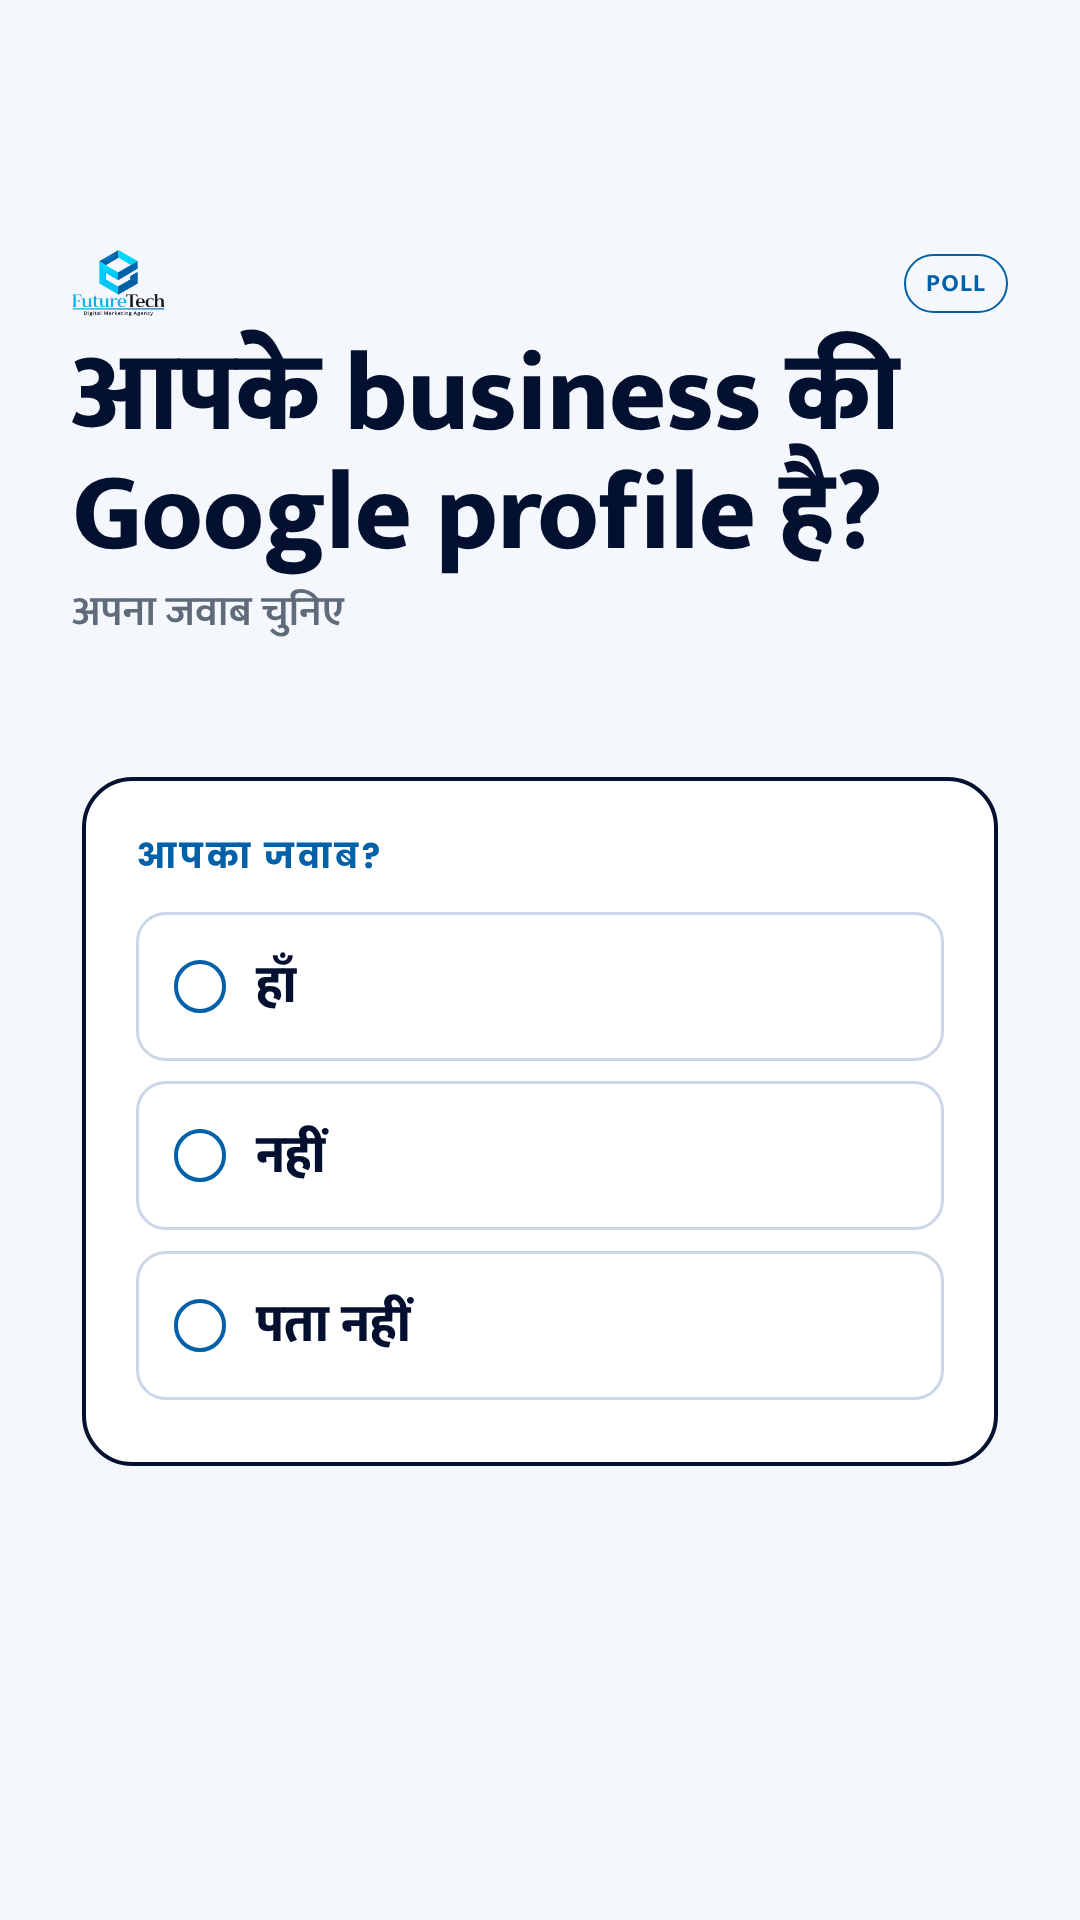 FutureTech
Digital Marketing Agency
POLL
आपके business की
Google profile है?
अपना जवाब चुनिए
आपका जवाब?
हाँ
नहीं
पता नहीं